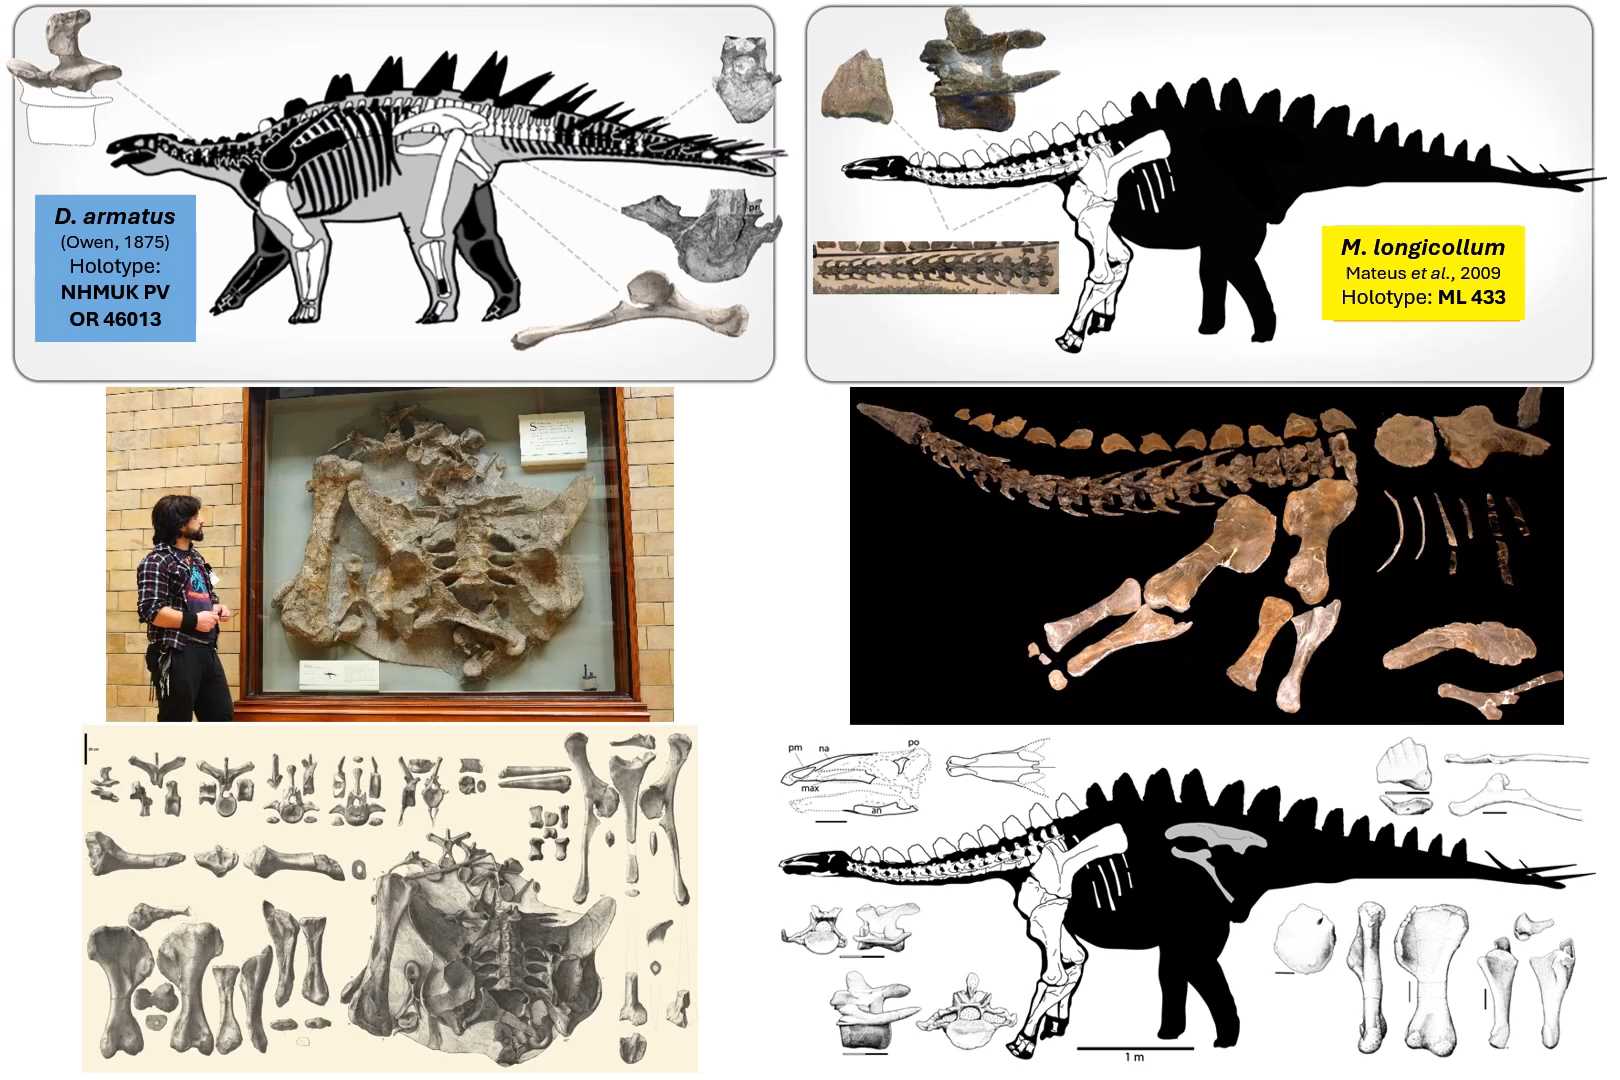 D. armatus
(Owen, 1875)
Holotype:
NHMUK PV
OR 46013
pr
M. longicollum
Mateus et al., 2009
Holotype: ML 433
S
pm
na
po
max
an
1 m